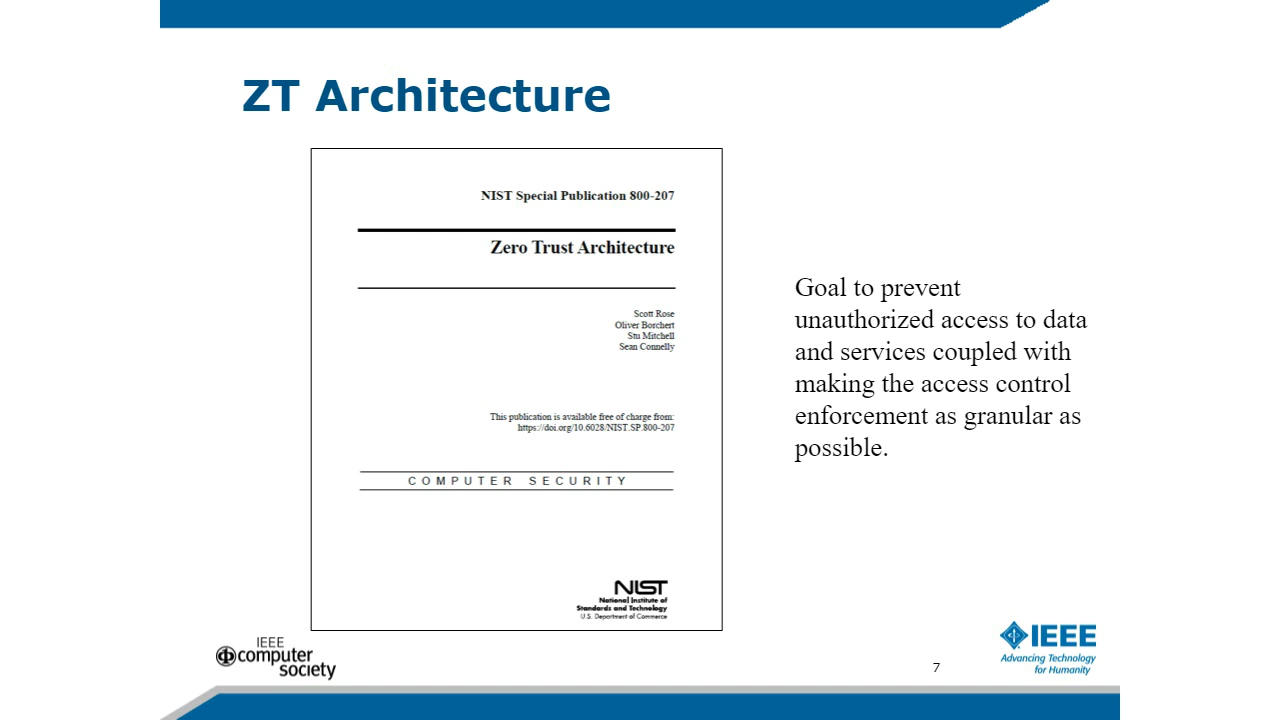 ZT Architecture
NIST Special Publication 800-207
Zero Trust Architecture
Scott Rose
Oliver Borchert
Stu Mitchell
Sean Connelly
This publication is available free of charge from:
https://doi.org/10.6028/NIST.SP.800-207
COMPUTER SECURITY
NIST
National Institute of
Standards and Technology
U.S. Department of Commerce
Goal to prevent
unauthorized access to data
and services coupled with
making the access control
enforcement as granular as
possible.
IEEE
computer
society
7
IEEE
Advancing Technology
for Humanity